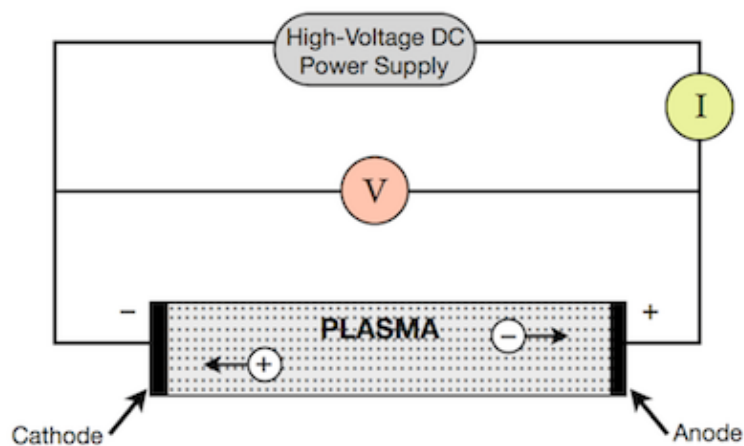 High-Voltage DC
Power Supply
I
V
−
+
PLASMA
−
+
Cathode
Anode